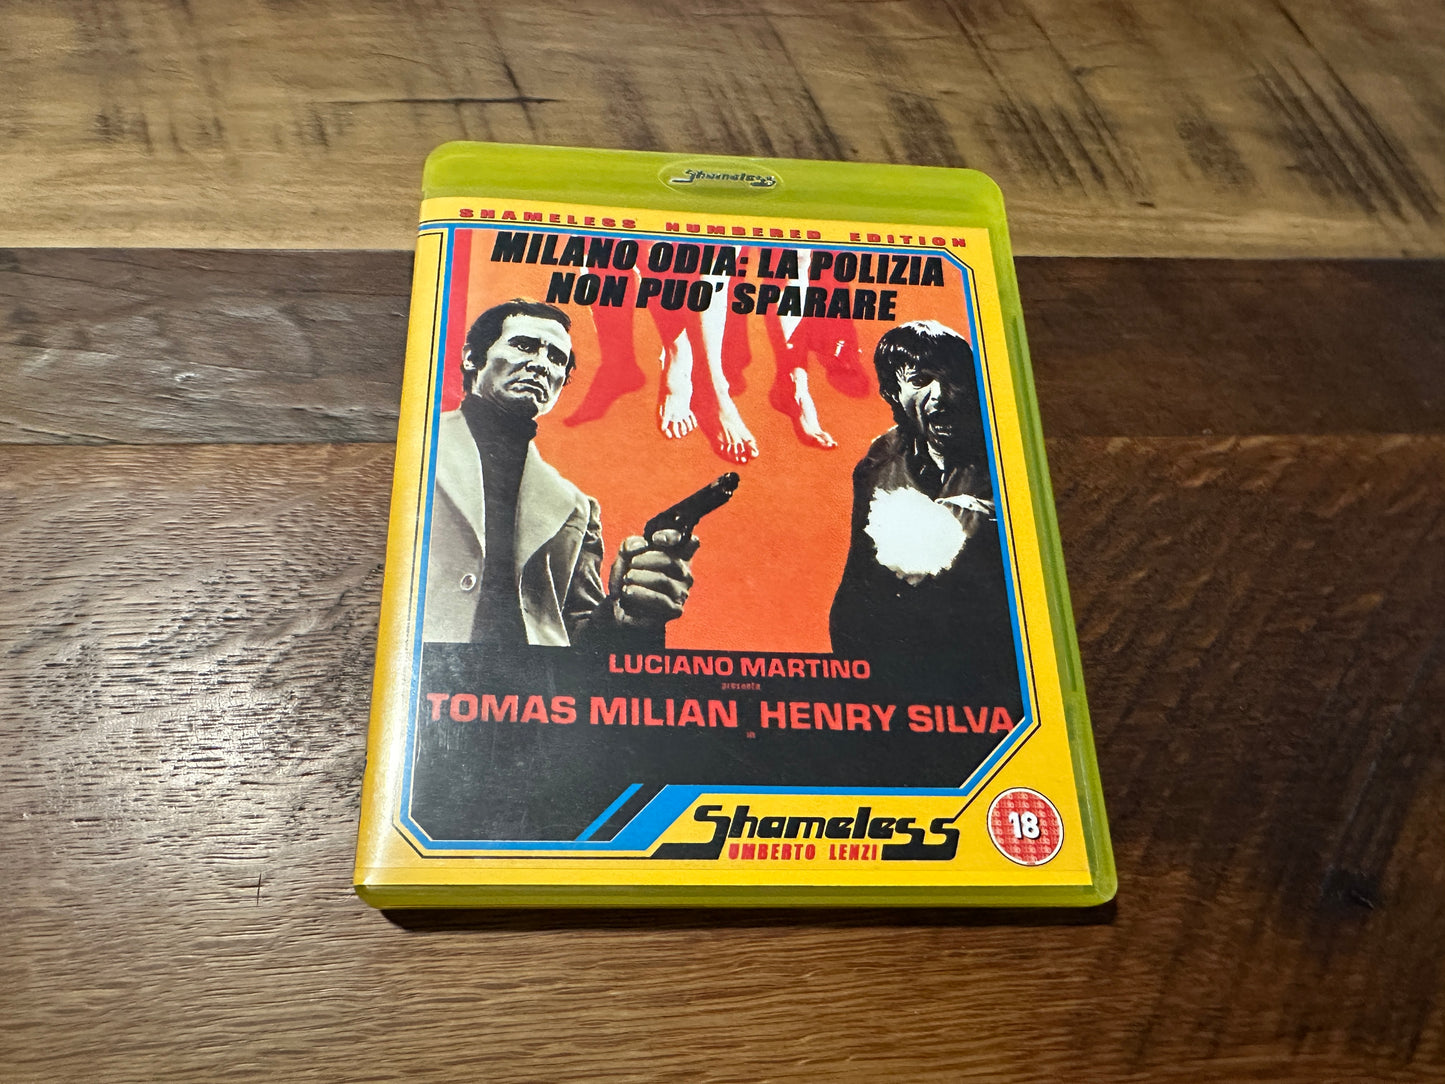 Shameless
SHAMELESS NUMBERED EDITION
MILANO ODIA: LA POLIZIA
NON PUO' SPARARE
LUCIANO MARTINO
presenta
TOMAS MILIAN HENRY SILVA
in
Shameless
UMBERTO LENZI
18